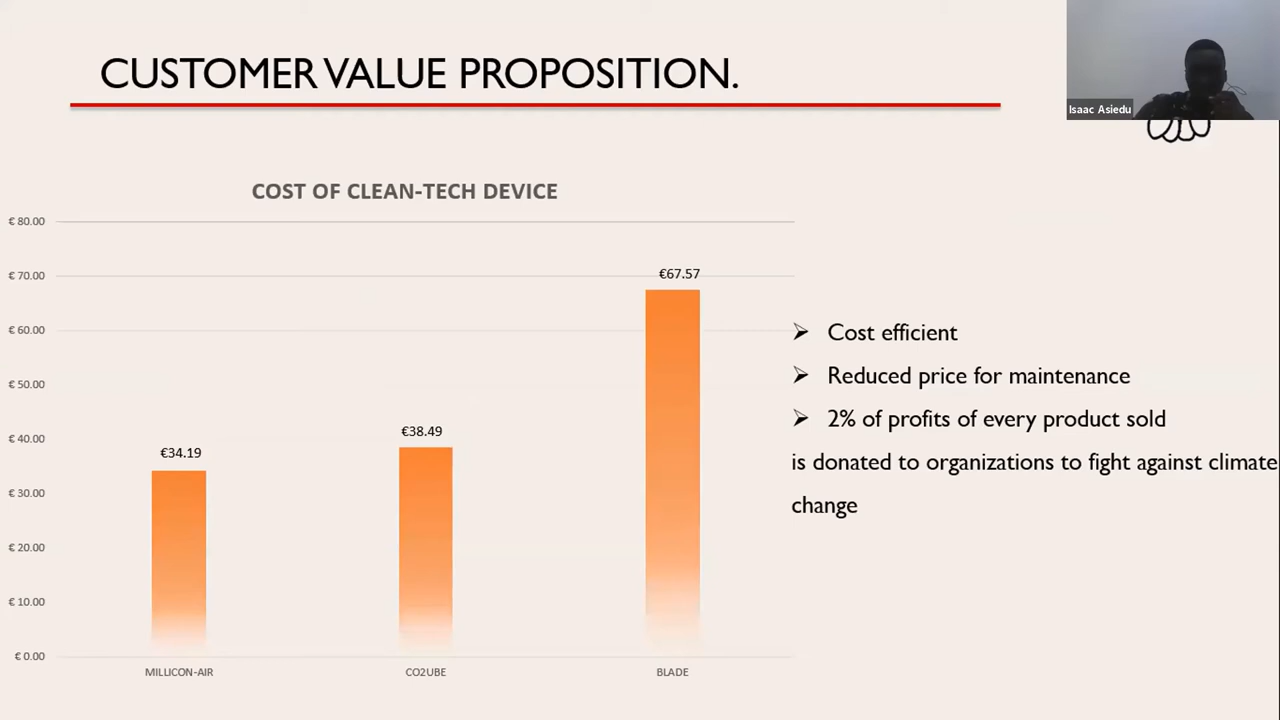 CUSTOMER VALUE PROPOSITION.
Isaac Asiedu
COST OF CLEAN-TECH DEVICE
€ 80.00
€ 70.00
€ 60.00
€ 50.00
€ 40.00
€ 30.00
€ 20.00
€ 10.00
€ 0.00
€34.19
€38.49
€67.57
MILLICON-AIR
CO2UBE
BLADE
➢ Cost efficient
➢ Reduced price for maintenance
➢ 2% of profits of every product sold
is donated to organizations to fight against climate
change